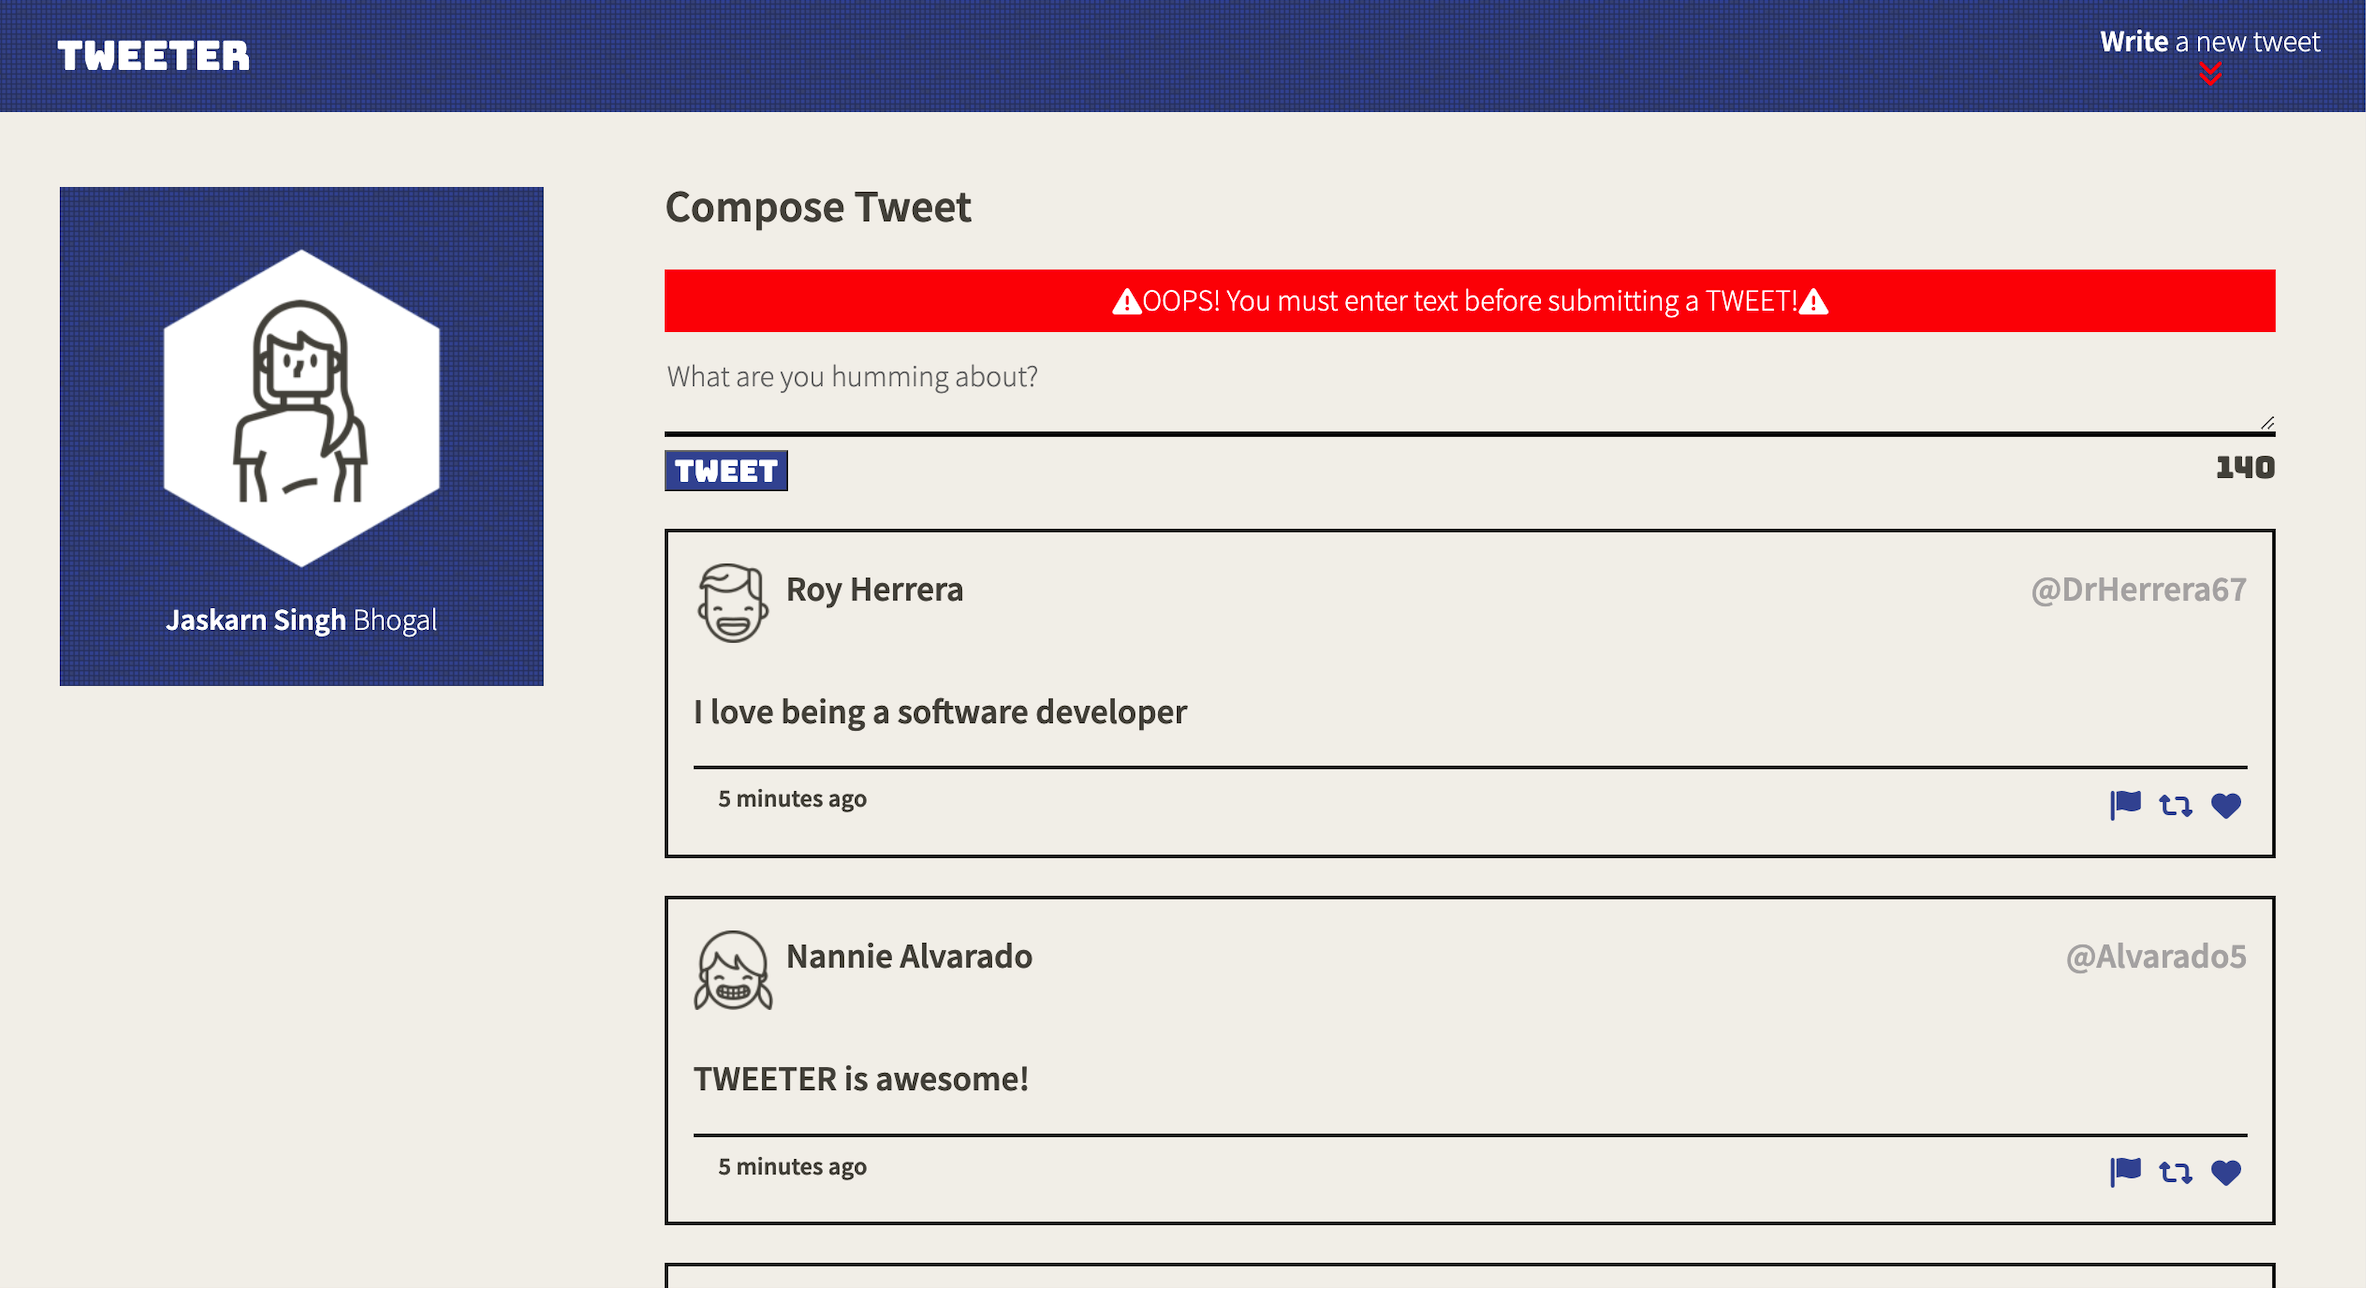 TWEETER
Write a new tweet
Jaskarn Singh Bhogal
Compose Tweet
OOPS! You must enter text before submitting a TWEET!
What are you humming about?
TWEET
140
Roy Herrera
@DrHerrera67
I love being a software developer
5 minutes ago
Nannie Alvarado
@Alvarado5
TWEETER is awesome!
5 minutes ago